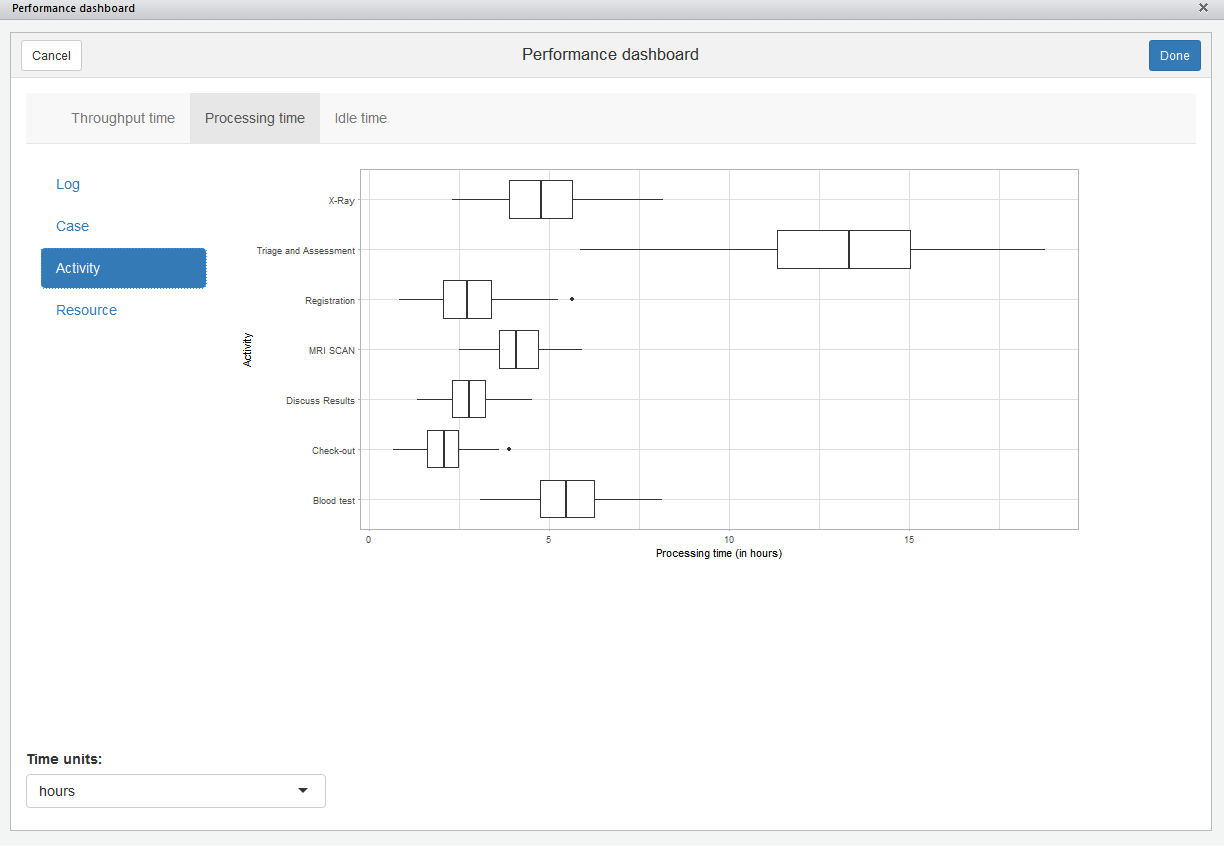 Performance dashboard
Cancel
Performance dashboard
Done
Throughput time
Processing time
Idle time
Log
Case
Activity
Resource
Activity
X-Ray
Triage and Assessment
Registration
MRI SCAN
Discuss Results
Check-out
Blood test
0
5
10
15
Processing time (in hours)
Time units:
hours